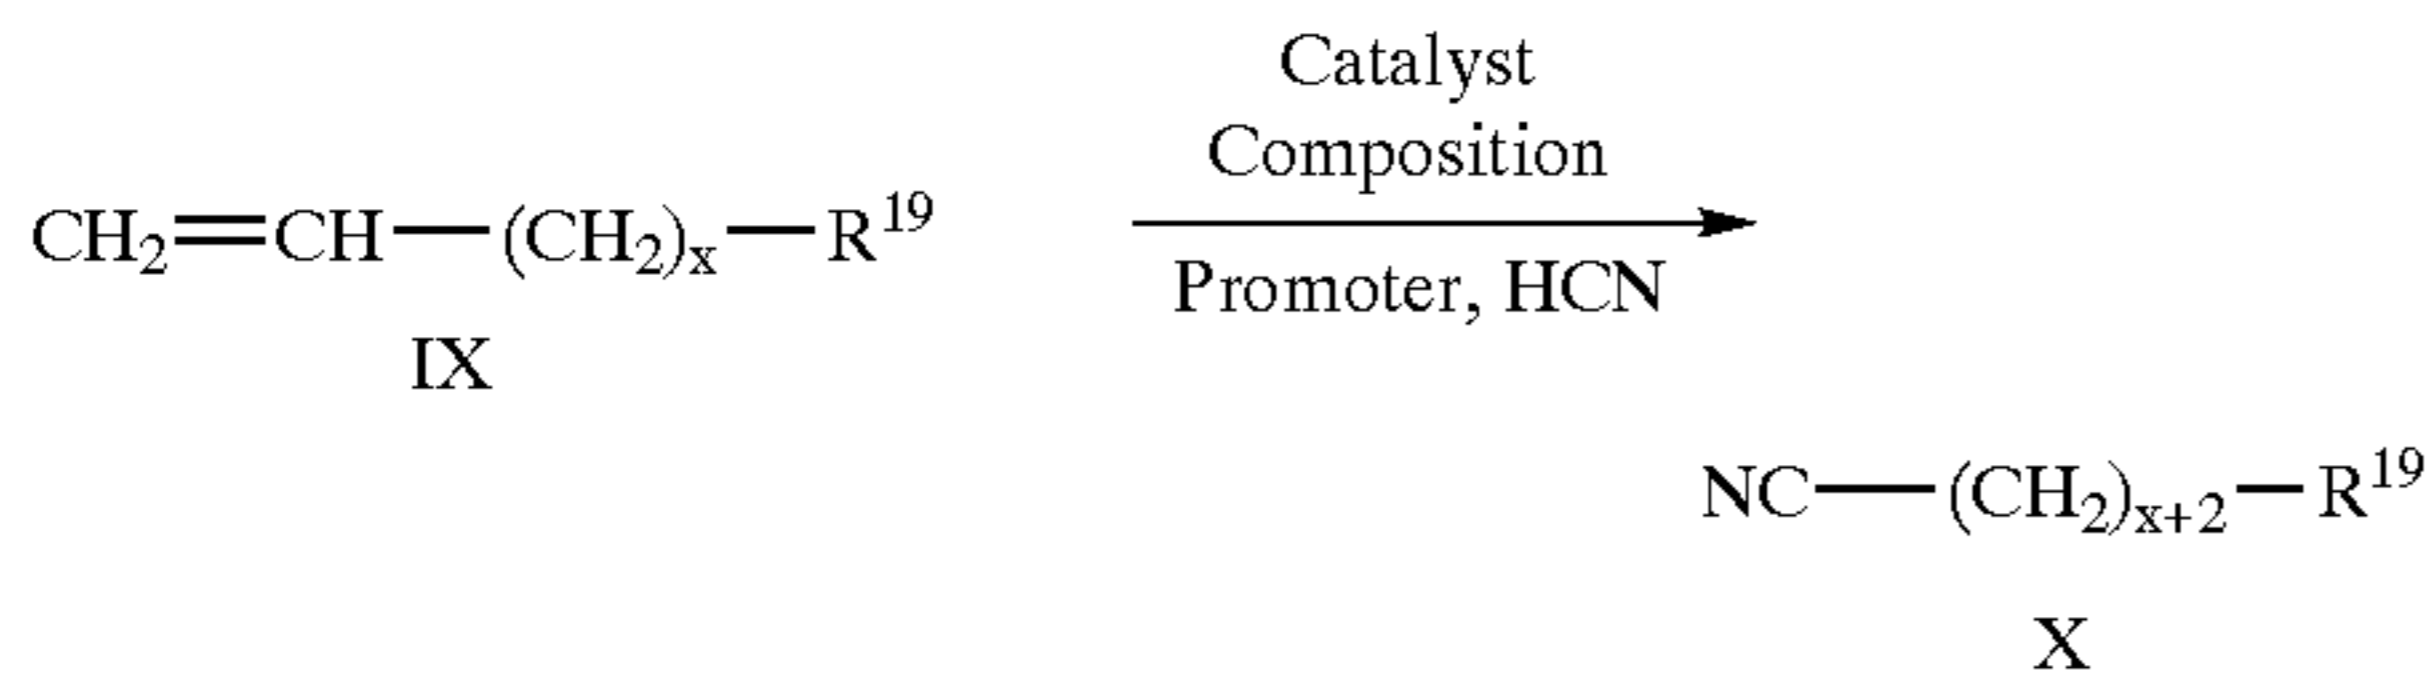 Catalyst
Composition
CH₂=CH—(CH₂)ₓ—R¹⁹
Promoter, HCN
IX
NC—(CH₂)ₓ₊₂—R¹⁹
X